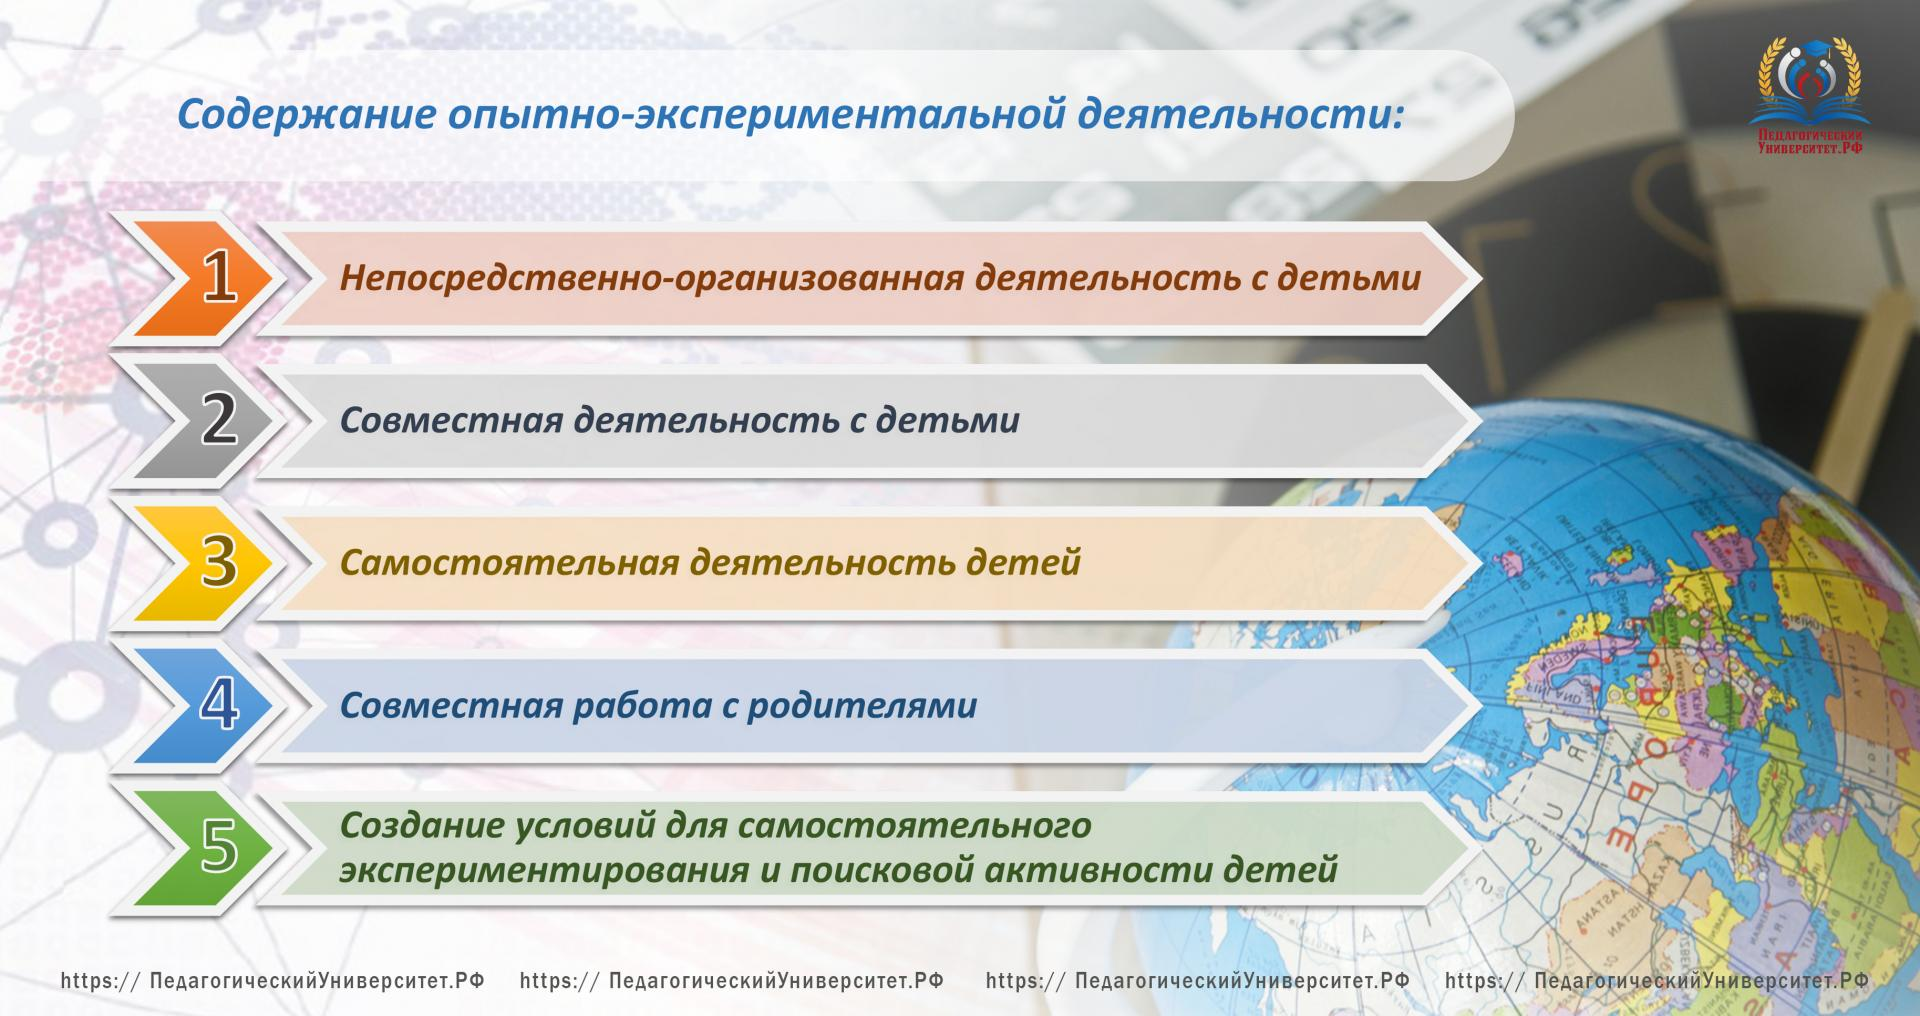 Содержание опытно-экспериментальной деятельности:
Педагогический
Университет.РФ
1
Непосредственно-организованная деятельность с детьми
2
Совместная деятельность с детьми
3
Самостоятельная деятельность детей
4
Совместная работа с родителями
5
Создание условий для самостоятельного
экспериментирования и поисковой активности детей
https:// ПедагогическийУниверситет.РФ https:// ПедагогическийУниверситет.РФ https:// ПедагогическийУниверситет.РФ https:// ПедагогическийУниверситет.РФ